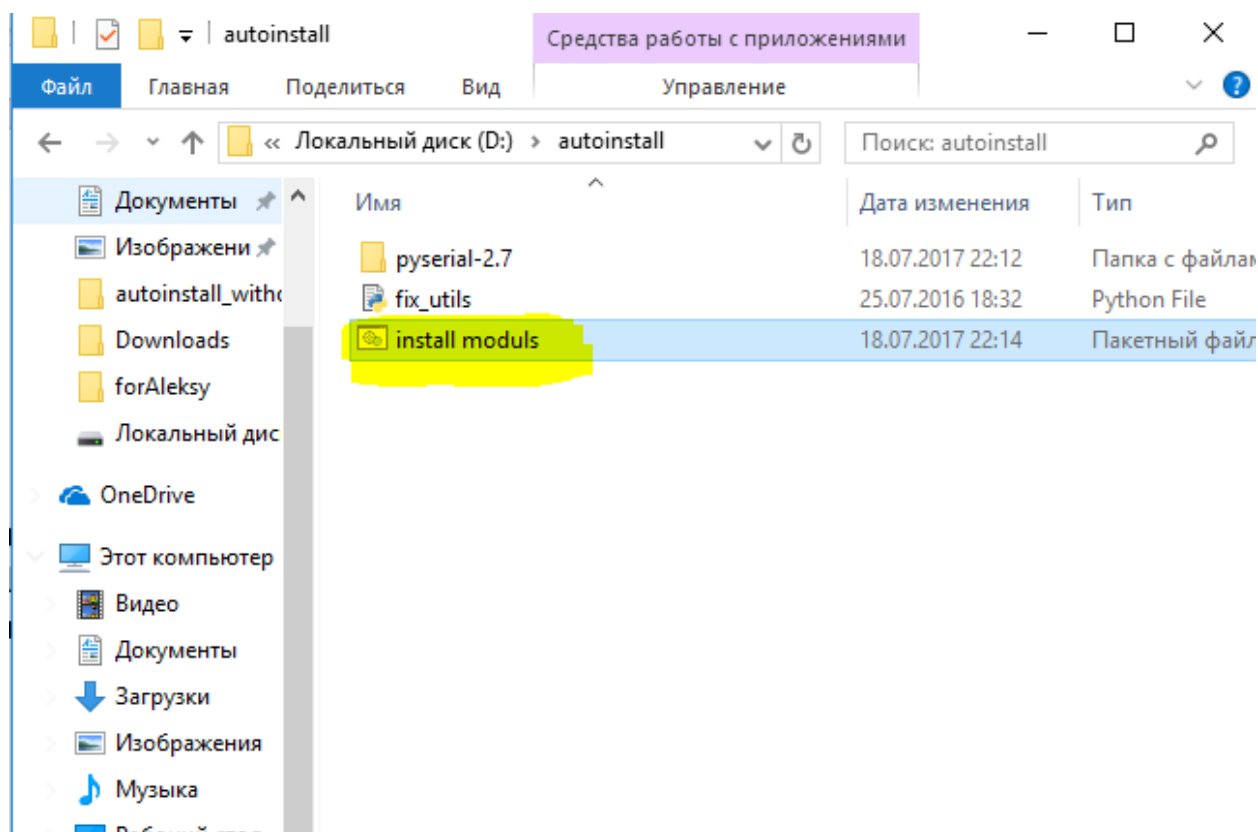 autoinstall
Средства работы с приложениями
Файл Главная Поделиться Вид Управление
« Локальный диск (D:) › autoinstall
Поиск: autoinstall
Документы
Изображени
autoinstall_witho
Downloads
forAleksy
Локальный дис
OneDrive
Этот компьютер
Видео
Документы
Загрузки
Изображения
Музыка
Рабочий стол
Имя Дата изменения Тип
pyserial-2.7 18.07.2017 22:12 Папка с файлам
fix_utils 25.07.2016 18:32 Python File
install moduls 18.07.2017 22:14 Пакетный файл